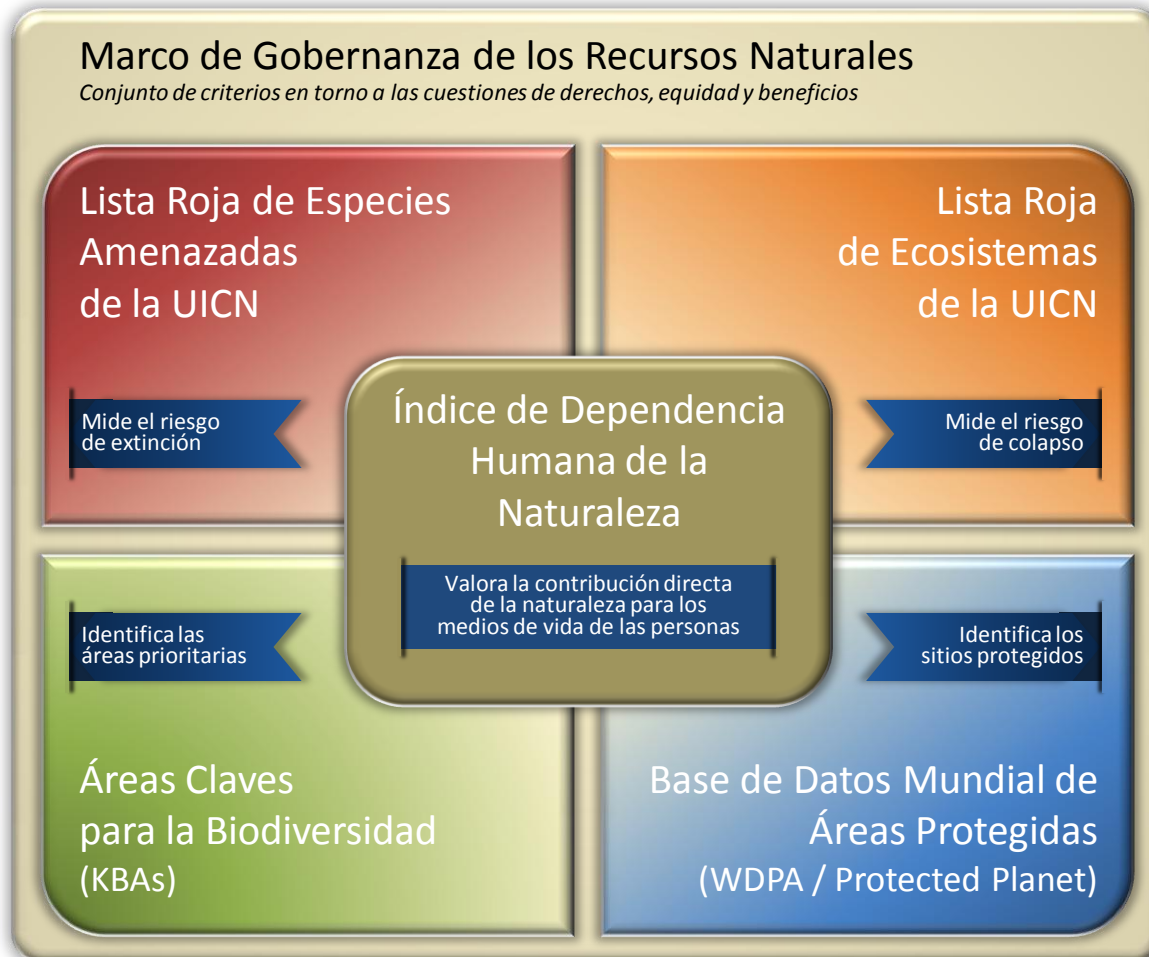 Marco de Gobernanza de los Recursos Naturales
Conjunto de criterios en torno a las cuestiones de derechos, equidad y beneficios
Lista Roja de Especies
Amenazadas
de la UICN
Mide el riesgo
de extinción
Lista Roja
de Ecosistemas
de la UICN
Mide el riesgo
de colapso
Índice de Dependencia
Humana de la
Naturaleza
Valora la contribución directa
de la naturaleza para los
medios de vida de las personas
Identifica las
áreas prioritarias
Áreas Claves
para la Biodiversidad
(KBAs)
Identifica los
sitios protegidos
Base de Datos Mundial de
Áreas Protegidas
(WDPA / Protected Planet)